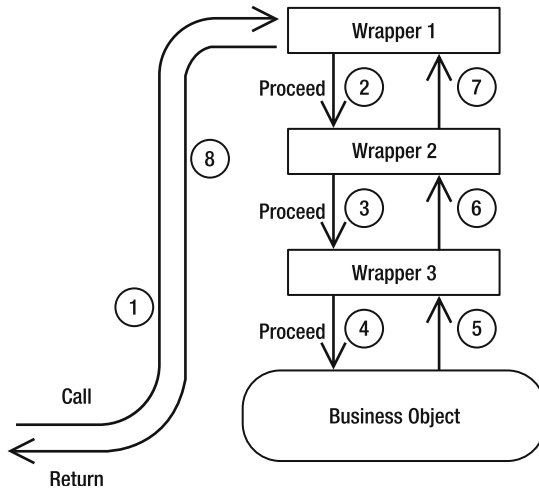 Wrapper 1
Proceed
2
7
Wrapper 2
8
Proceed
3
6
Wrapper 3
1
Proceed
4
5
Call
Business Object
Return